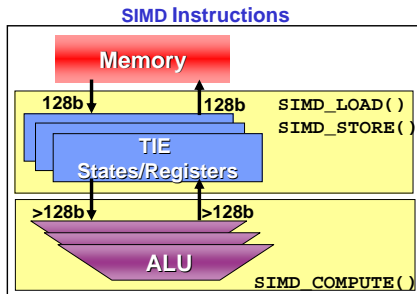 SIMD Instructions
Memory
128b 128b SIMD_LOAD()
SIMD_STORE()
TIE
States/Registers
>128b >128b
ALU
SIMD_COMPUTE()